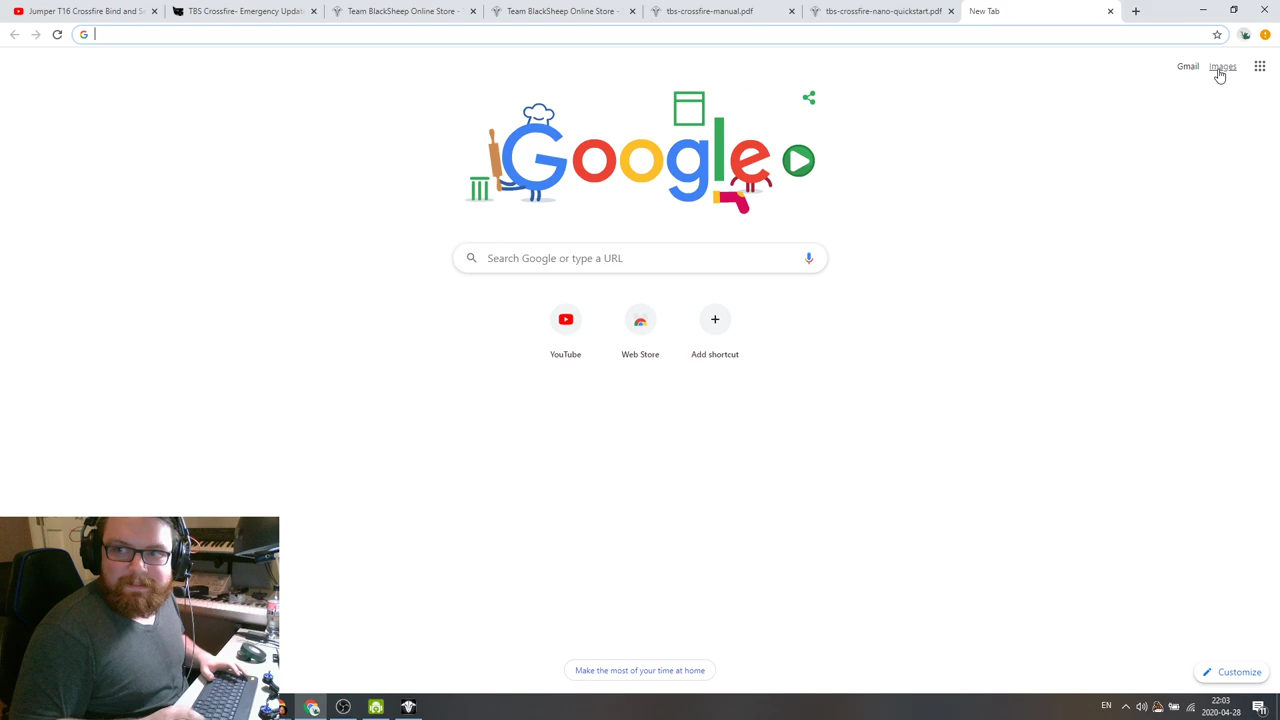 Jumper T16 Crossfire Bind and Se
TBS Crossfire- Emergency Updat
Team BlackSheep Online Store -
Team BlackSheep Online Store -
tbs-crossfire-manual.pdf
tbs-crossfire-nano-quickstart.pdf
New Tab
Gmail
Images
Google
Search Google or type a URL
YouTube
Web Store
Add shortcut
Make the most of your time at home
Customize
EN
22:03
2020-04-28